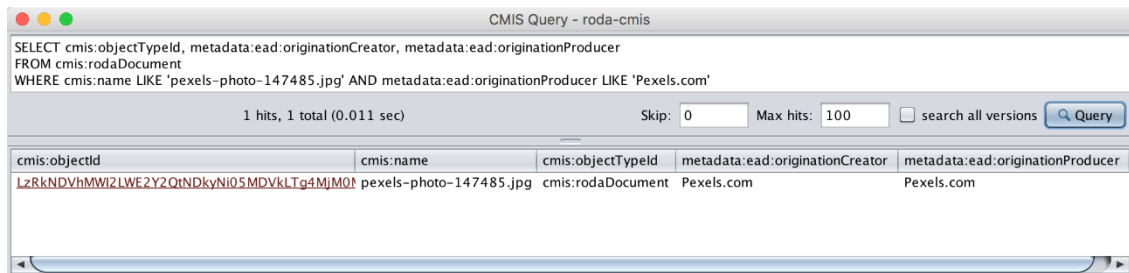 CMIS Query - roda-cmis
SELECT cmis:objectTypeId, metadata:ead:originationCreator, metadata:ead:originationProducer
FROM cmis:rodaDocument
WHERE cmis:name LIKE 'pexels-photo-147485.jpg' AND metadata:ead:originationProducer LIKE 'Pexels.com'
1 hits, 1 total (0.011 sec) Skip: 0 Max hits: 100 search all versions Query
cmis:objectId cmis:name cmis:objectTypeId metadata:ead:originationCreator metadata:ead:originationProducer
pexels-photo-147485.jpg cmis:rodaDocument Pexels.com Pexels.com